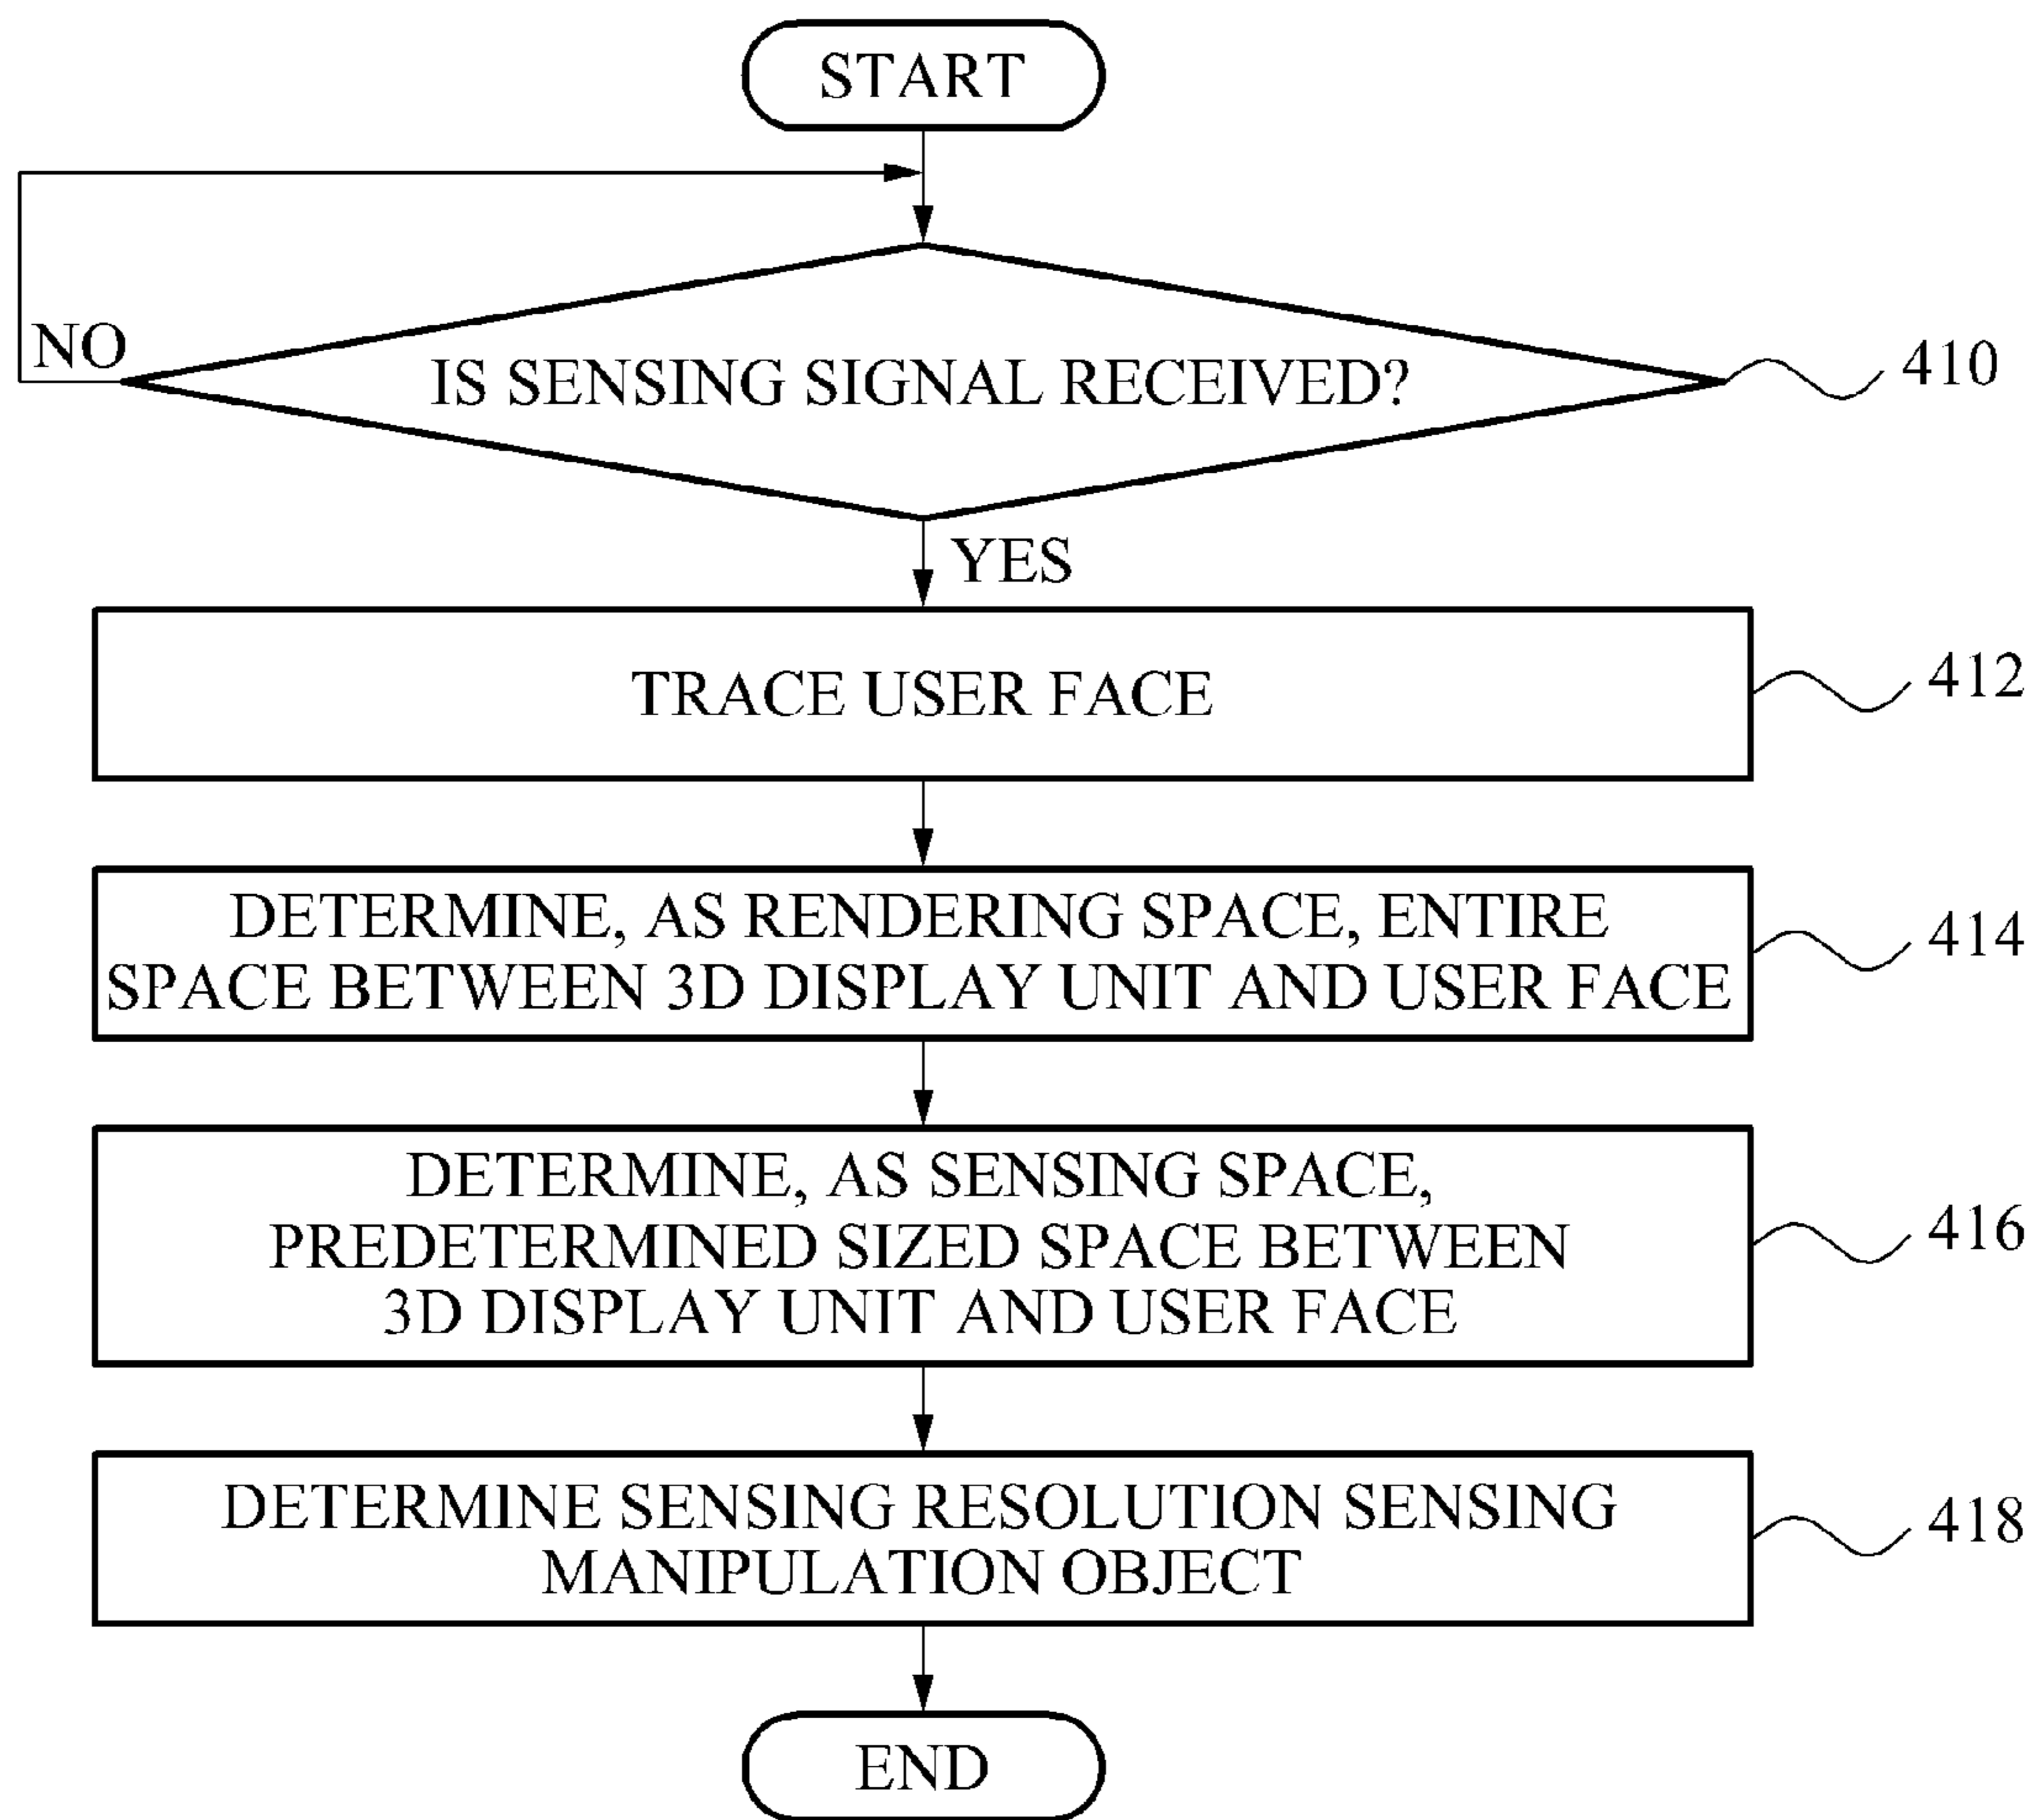 START
NO
IS SENSING SIGNAL RECEIVED?
410
YES
TRACE USER FACE
412
DETERMINE, AS RENDERING SPACE, ENTIRE
SPACE BETWEEN 3D DISPLAY UNIT AND USER FACE
414
DETERMINE, AS SENSING SPACE,
PREDETERMINED SIZED SPACE BETWEEN
3D DISPLAY UNIT AND USER FACE
416
DETERMINE SENSING RESOLUTION SENSING
MANIPULATION OBJECT
418
END